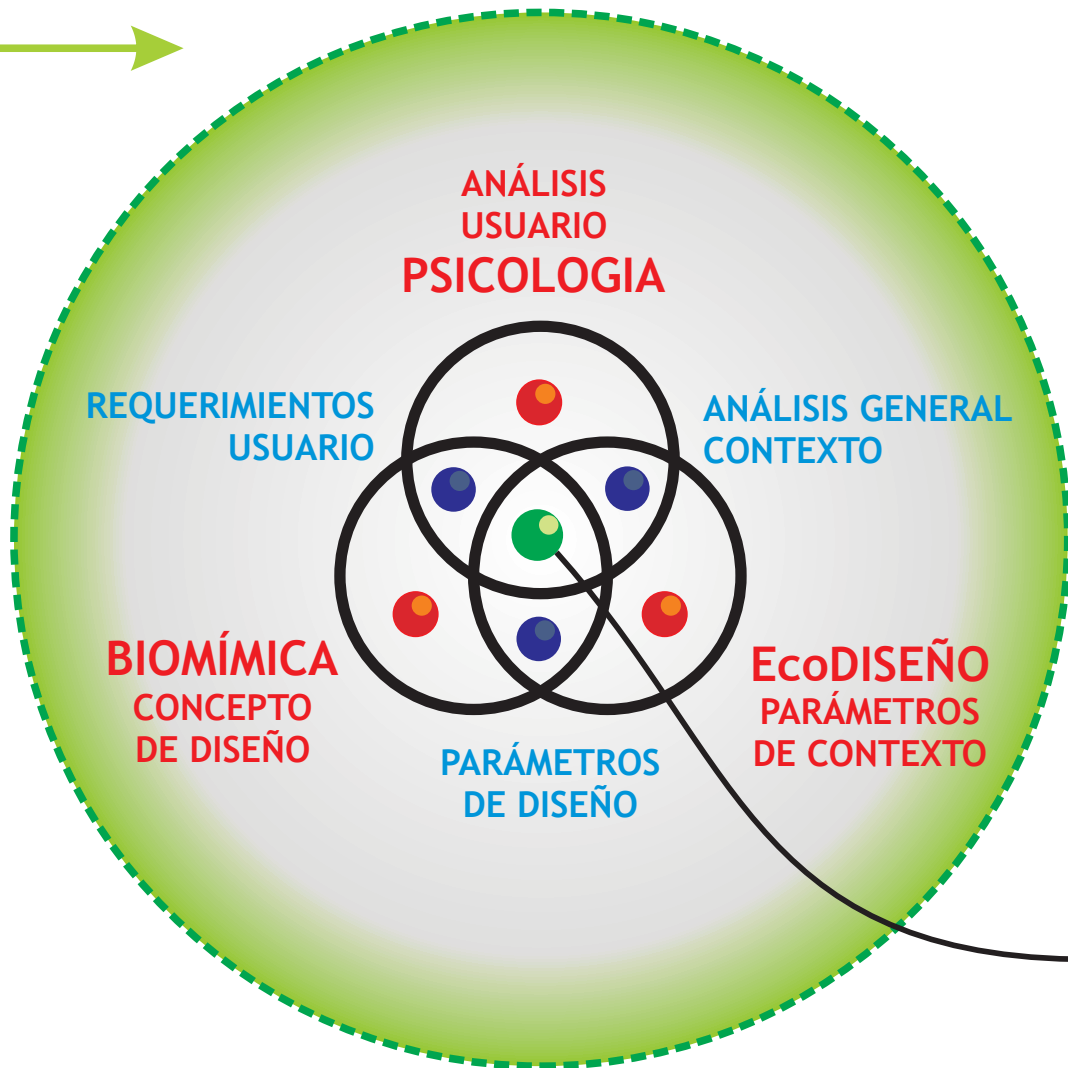 ANÁLISIS
USUARIO
PSICOLOGIA
REQUERIMIENTOS
USUARIO
ANÁLISIS GENERAL
CONTEXTO
BIOMÍMICA
CONCEPTO
DE DISEÑO
EcoDISEÑO
PARÁMETROS
DE CONTEXTO
PARÁMETROS
DE DISEÑO